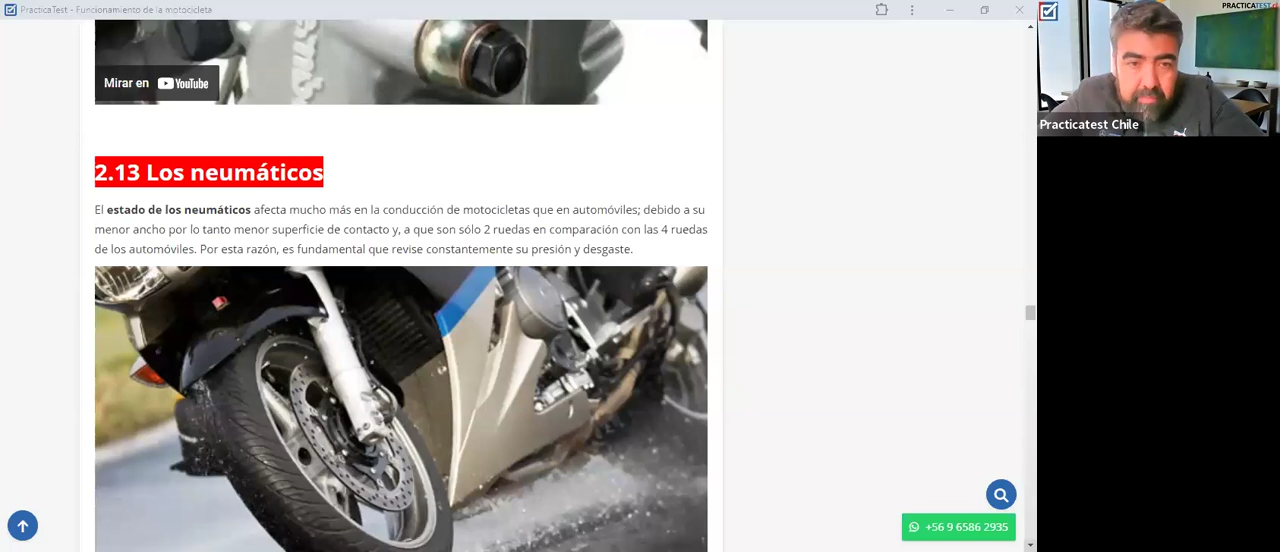 PracticaTest - Funcionamiento de la motocicleta
PRACTICATEST.cl
Mirar en YouTube
Practicatest Chile
2.13 Los neumáticos
El estado de los neumáticos afecta mucho más en la conducción de motocicletas que en automóviles; debido a su
menor ancho por lo tanto menor superficie de contacto y, a que son sólo 2 ruedas en comparación con las 4 ruedas
de los automóviles. Por esta razón, es fundamental que revise constantemente su presión y desgaste.
+56 9 6586 2935